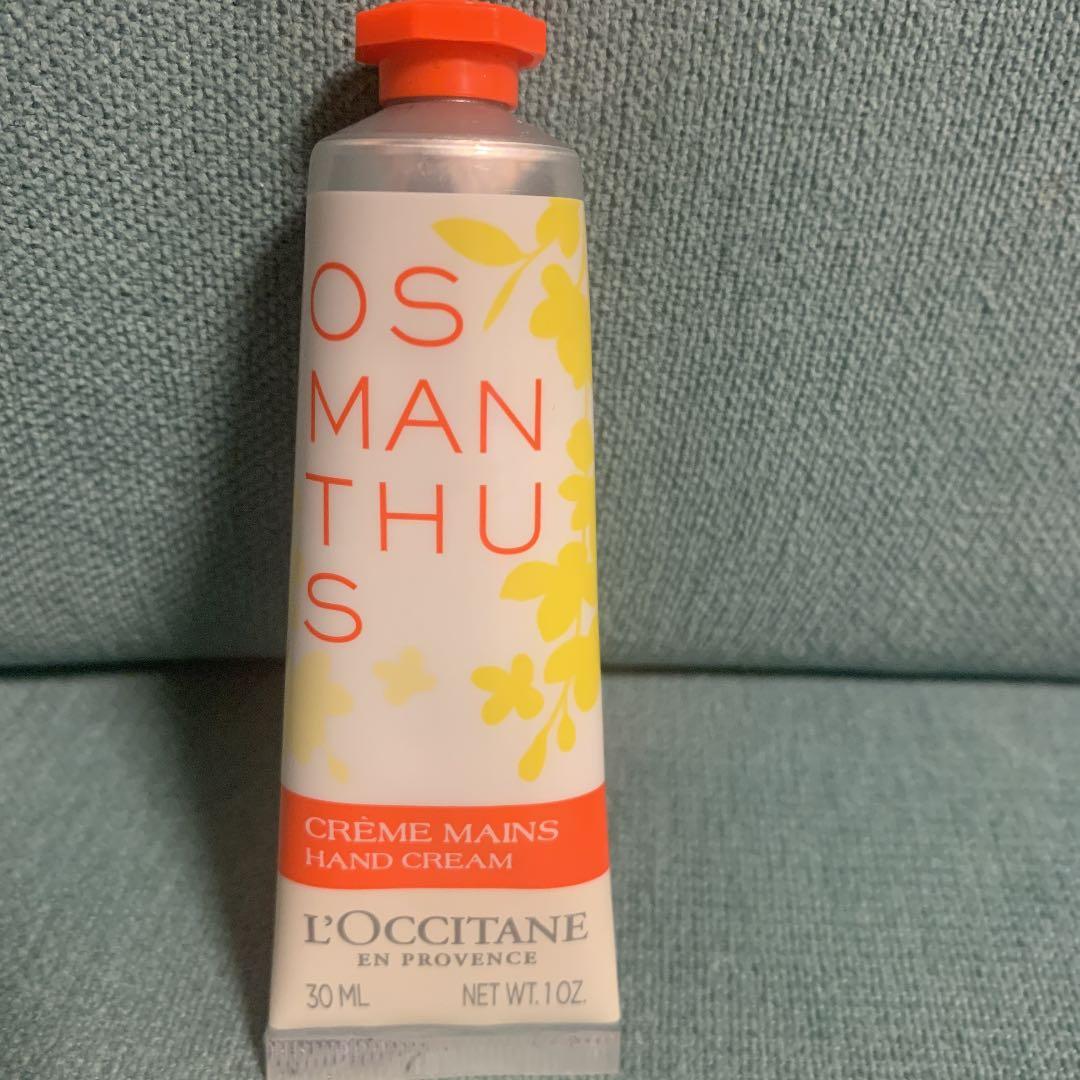 OS
MAN
THU
S
CRÈME MAINS
HAND CREAM
L'OCCITANE
EN PROVENCE
30 ML NET WT. 1 OZ.